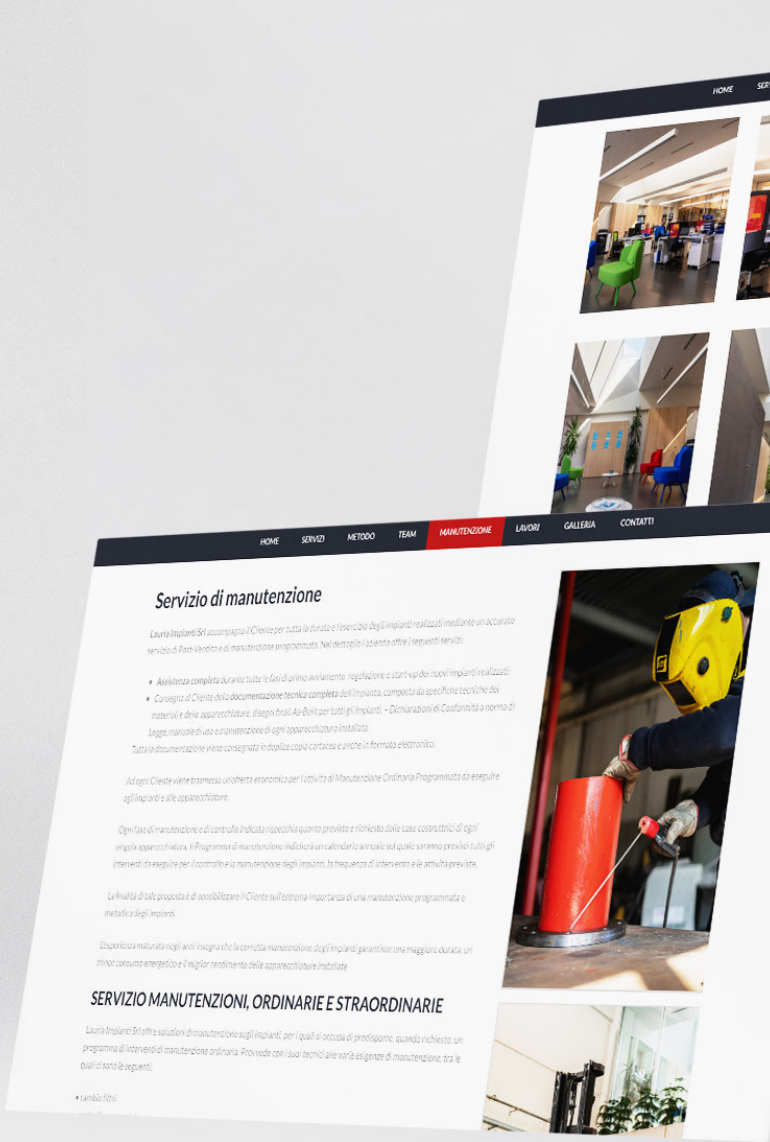 HOME
HOME SERVIZI METODO TEAM MANUTENZIONE LAVORI GALLERIA CONTATTI
Servizio di manutenzione
Lauria Impianti Srl accompagna il Cliente per tutta la durata e l'esercizio degli impianti realizzati mediante un accurato
servizio di Post-Vendita e di manutenzione programmata. Nel dettaglio l'azienda offre i seguenti servizi:
• Assistenza completa durante tutte le fasi di primo avviamento, regolazione e start-up dei nuovi impianti realizzati;
• Consegna al Cliente della documentazione tecnica completa dell'impianto, composta da specifiche tecniche dei
materiali e delle apparecchiature, disegni finali As-Built per tutti gli impianti. – Dichiarazioni di Conformità a norma di
Legge, manuale di uso e manutenzione di ogni apparecchiatura installata
Tutta la documentazione viene consegnata in duplice copia cartacea e anche in formato elettronico.
Ad ogni Cliente viene trasmessa un'offerta economica per l'attività di Manutenzione Ordinaria Programmata da eseguire
agli impianti e alle apparecchiature.
Ogni fase di manutenzione e di controllo indicata rispecchia quanto previsto e richiesto dalle case costruttrici di ogni
singola apparecchiatura. Il Programma di manutenzione indicherà un calendario annuale sul quale saranno previsti tutti gli
interventi da eseguire per il controllo e la manutenzione degli impianti, la frequenza di intervento e le attività previste.
La finalità di tale proposta è di sensibilizzare il Cliente sull'estrema importanza di una manutenzione programmata e
metodica degli impianti.
L'esperienza maturata negli anni insegna che la corretta manutenzione degli impianti garantisce una maggiore durata, un
minor consumo energetico e il miglior rendimento delle apparecchiature installate
SERVIZIO MANUTENZIONI, ORDINARIE E STRAORDINARIE
Lauria Impianti Srl offre soluzioni di manutenzione sugli impianti, per i quali si occupa di predisporre, quando richiesto, un
programma di interventi di manutenzione ordinaria. Provvede con i suoi tecnici alle varie esigenze di manutenzione, tra le
quali ci sono le seguenti:
• cambio filtri